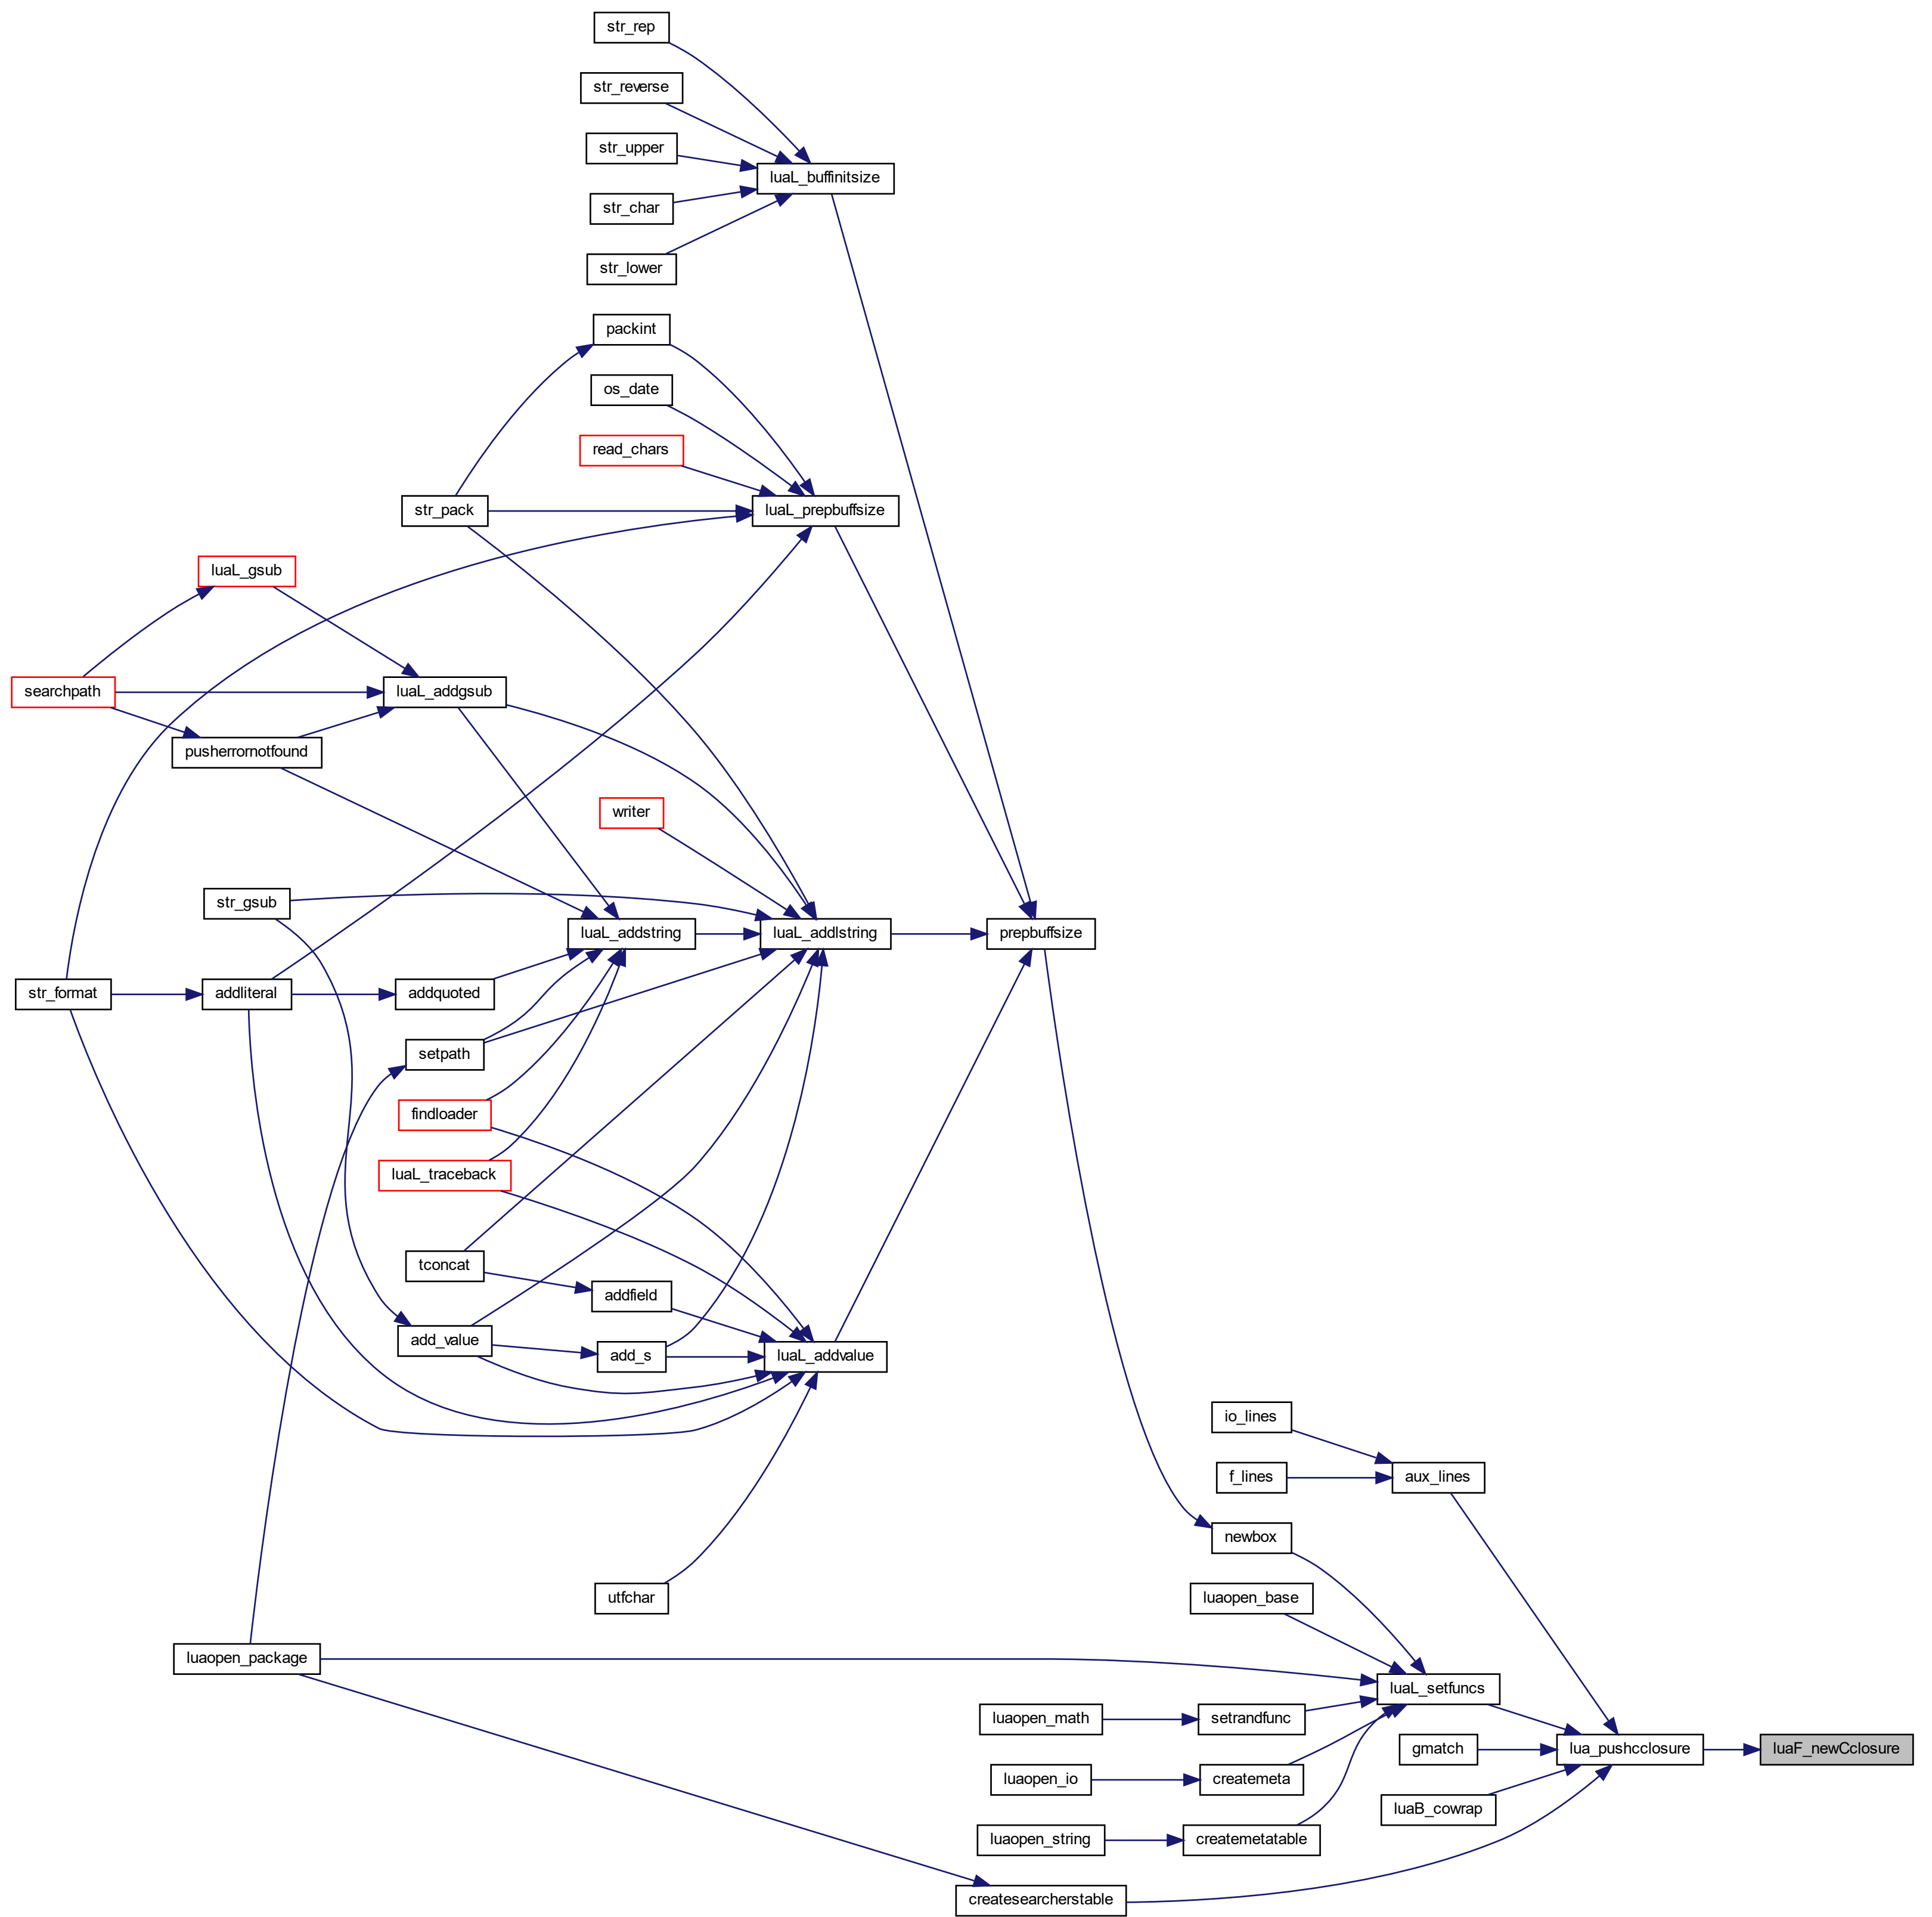 str_rep
str_reverse
str_upper
luaL_buffinitsize
str_char
str_lower
packint
os_date
read_chars
str_pack
luaL_prepbuffsize
luaL_gsub
searchpath
luaL_addgsub
pusherrornotfound
writer
str_gsub
luaL_addstring
luaL_addlstring
prepbuffsize
str_format
addliteral
addquoted
setpath
findloader
luaL_traceback
tconcat
addfield
add_value
add_s
luaL_addvalue
io_lines
f_lines
aux_lines
newbox
utfchar
luaopen_base
luaopen_package
luaL_setfuncs
luaopen_math
setrandfunc
gmatch
lua_pushcclosure
luaF_newCclosure
luaopen_io
createmeta
luaB_cowrap
luaopen_string
createmetatable
createsearcherstable